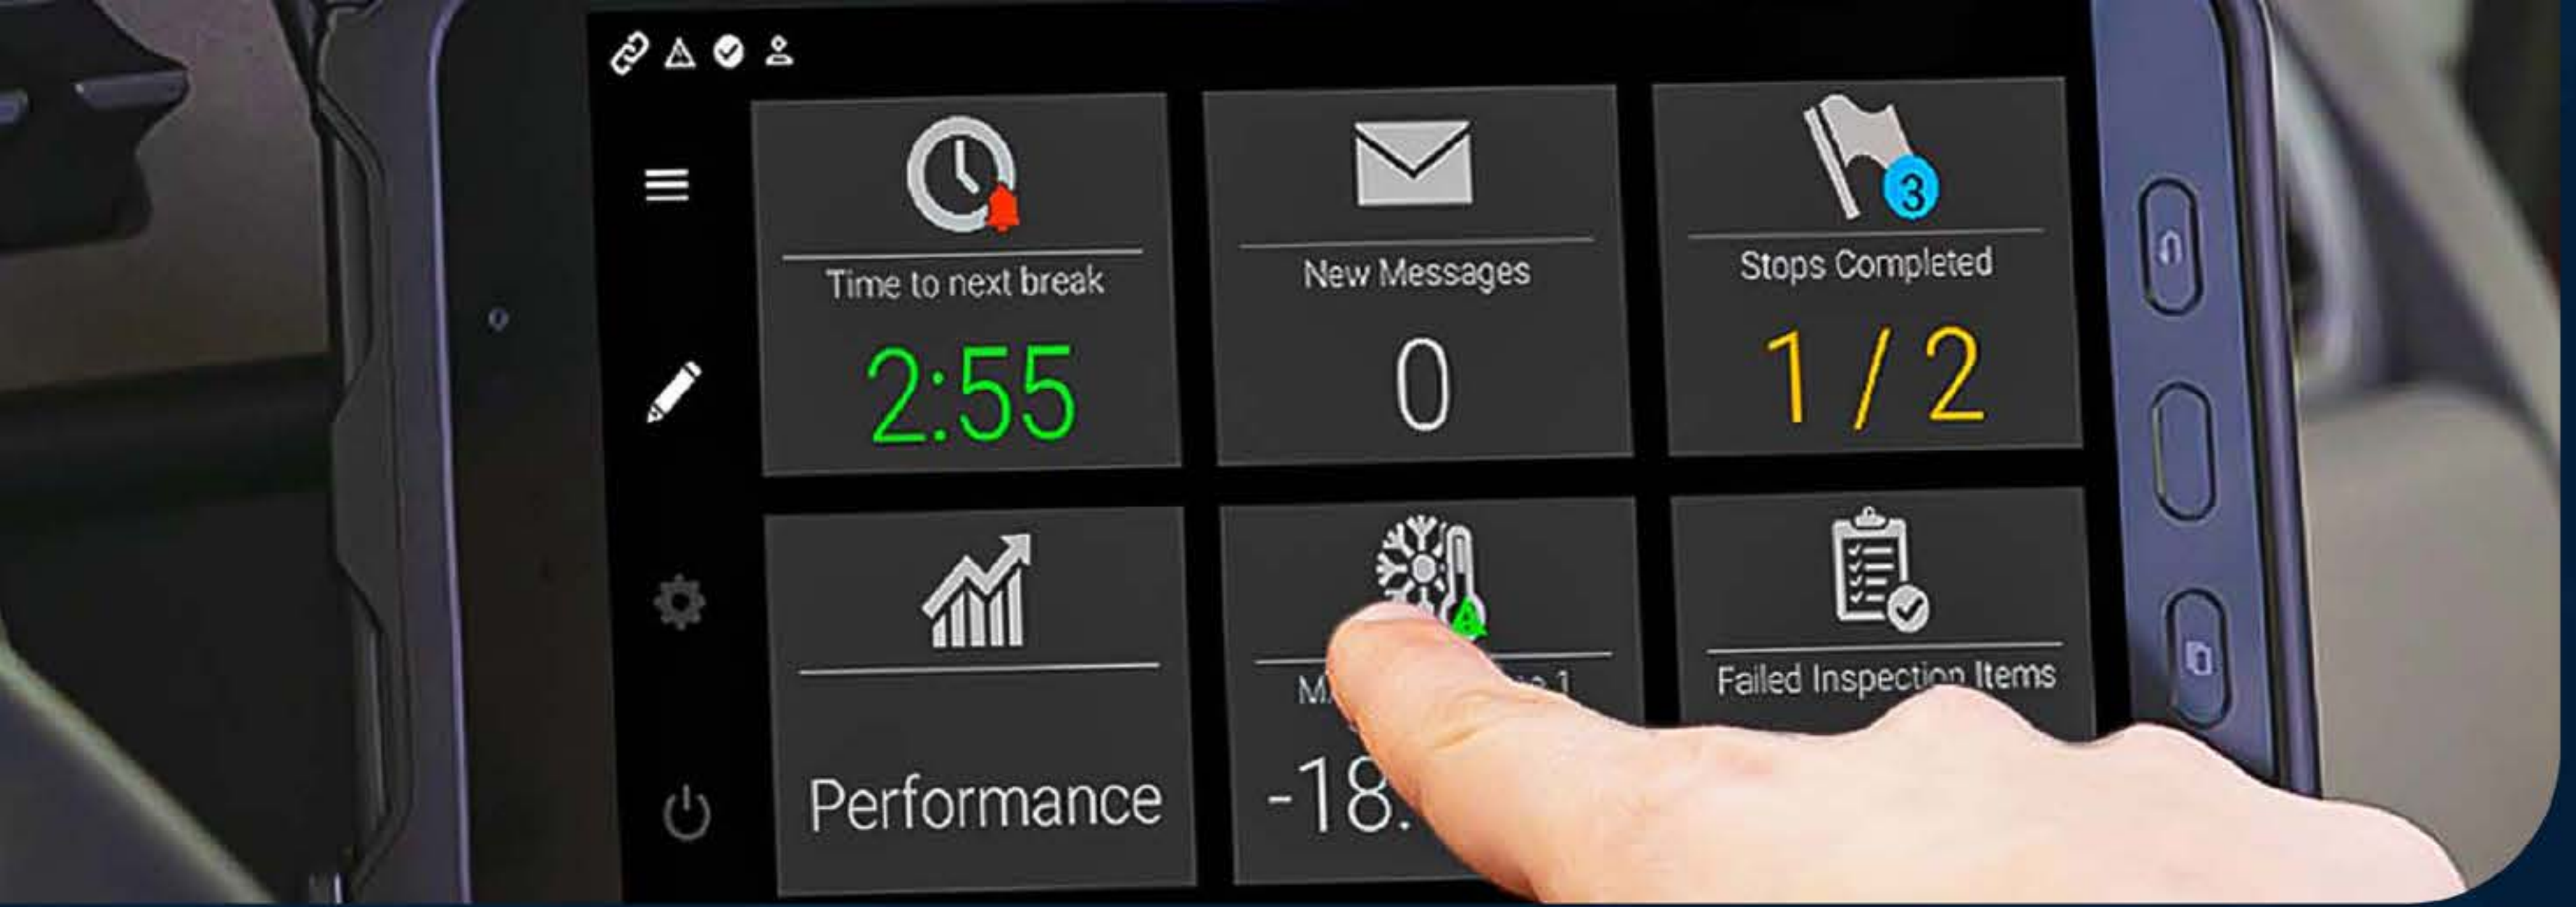 3
Time to next break
New Messages
Stops Completed
2:55
0
1 / 2
Failed Inspection Items
Performance
-18.